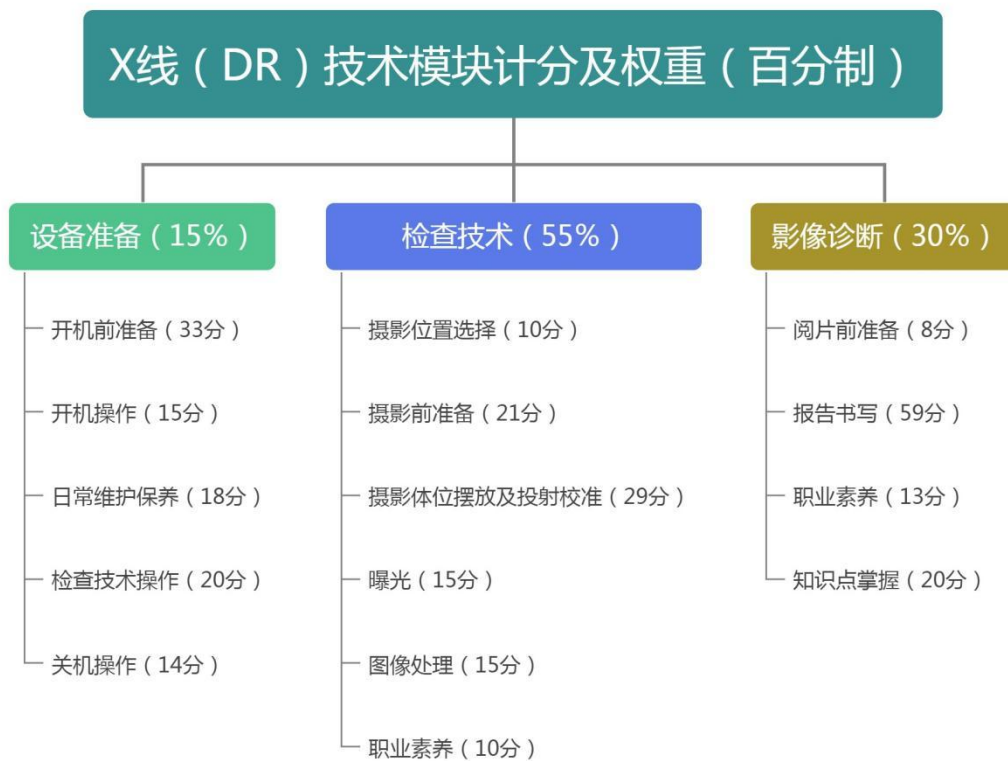 X线（DR）技术模块计分及权重（百分制）
设备准备（15%）
开机前准备（33分）
开机操作（15分）
日常维护保养（18分）
检查技术操作（20分）
关机操作（14分）
检查技术（55%）
摄影位置选择（10分）
摄影前准备（21分）
摄影体位摆放及投射校准（29分）
曝光（15分）
图像处理（15分）
职业素养（10分）
影像诊断（30%）
阅片前准备（8分）
报告书写（59分）
职业素养（13分）
知识点掌握（20分）